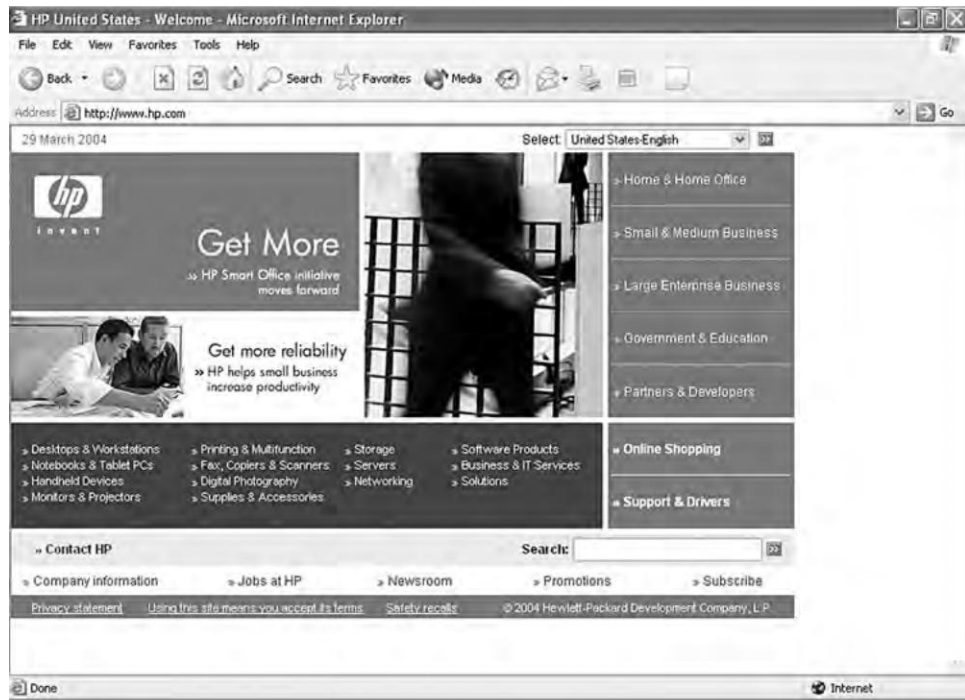 HP United States - Welcome - Microsoft Internet Explorer
File Edit View Favorites Tools Help
Back Search Favorites Media
Address http://www.hp.com Go
29 March 2004 Select: United States-English
hp
invent
Get More
» HP Smart Office initiative
moves forward
Get more reliability
» HP helps small business
increase productivity
» Home & Home Office
» Small & Medium Business
» Large Enterprise Business
» Government & Education
» Partners & Developers
» Desktops & Workstations » Printing & Multifunction » Storage » Software Products
» Notebooks & Tablet PCs » Fax, Copiers & Scanners » Servers » Business & IT Services
» Handheld Devices » Digital Photography » Networking » Solutions
» Monitors & Projectors » Supplies & Accessories
» Online Shopping
» Support & Drivers
» Contact HP Search:
» Company information » Jobs at HP » Newsroom » Promotions » Subscribe
Privacy statement Using this site means you accept its terms Safety recalls © 2004 Hewlett-Packard Development Company, L.P.
Done Internet